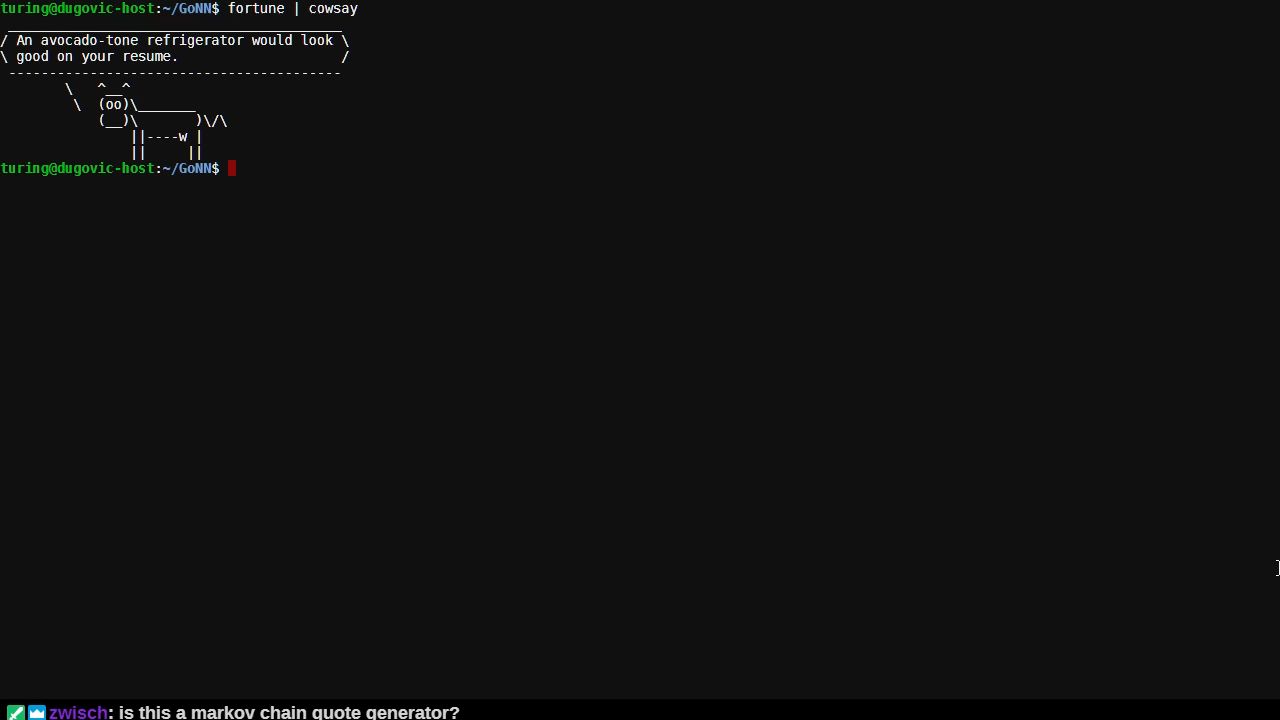 turing@dugovic-host:~/GoNN$ fortune | cowsay
 _________________________________________
/ An avocado-tone refrigerator would look \
\ good on your resume.                    /
 -----------------------------------------
        \   ^__^
         \  (oo)\_______
            (__)\       )\/\
                ||----w |
                ||     ||
turing@dugovic-host:~/GoNN$
zwisch: is this a markov chain quote generator?